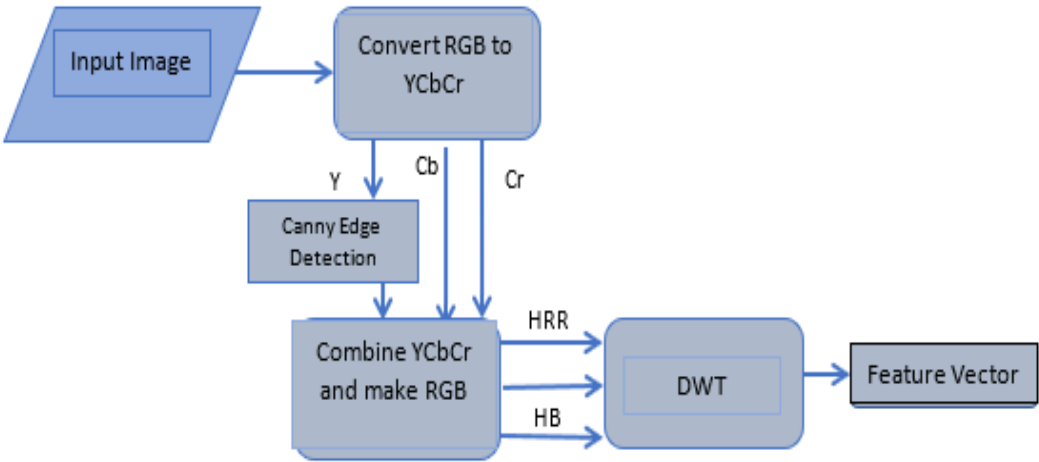 Input Image
Convert RGB to
YCbCr
Y
Cb
Cr
Canny Edge
Detection
Combine YCbCr
and make RGB
HRR
HB
DWT
Feature Vector